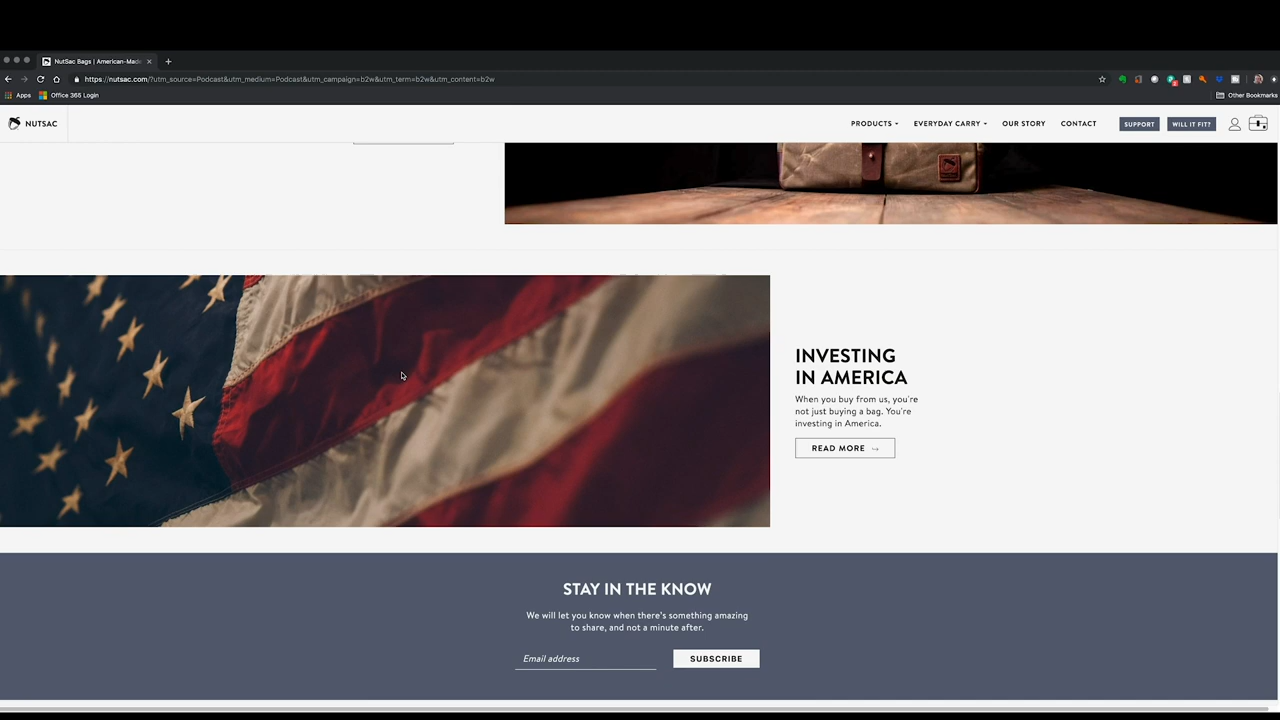 NutSac Bags | American-Made
https://nutsac.com/?utm_source=Podcast&utm_medium=Podcast&utm_campaign=b2w&utm_term=b2w&utm_content=b2w
Apps
Office 365 Login
Other Bookmarks
NUTSAC
PRODUCTS
EVERYDAY CARRY
OUR STORY
CONTACT
SUPPORT
WILL IT FIT?
INVESTING
IN AMERICA
When you buy from us, you're
not just buying a bag. You're
investing in America.
READ MORE
STAY IN THE KNOW
We will let you know when there's something amazing
to share, and not a minute after.
Email address
SUBSCRIBE